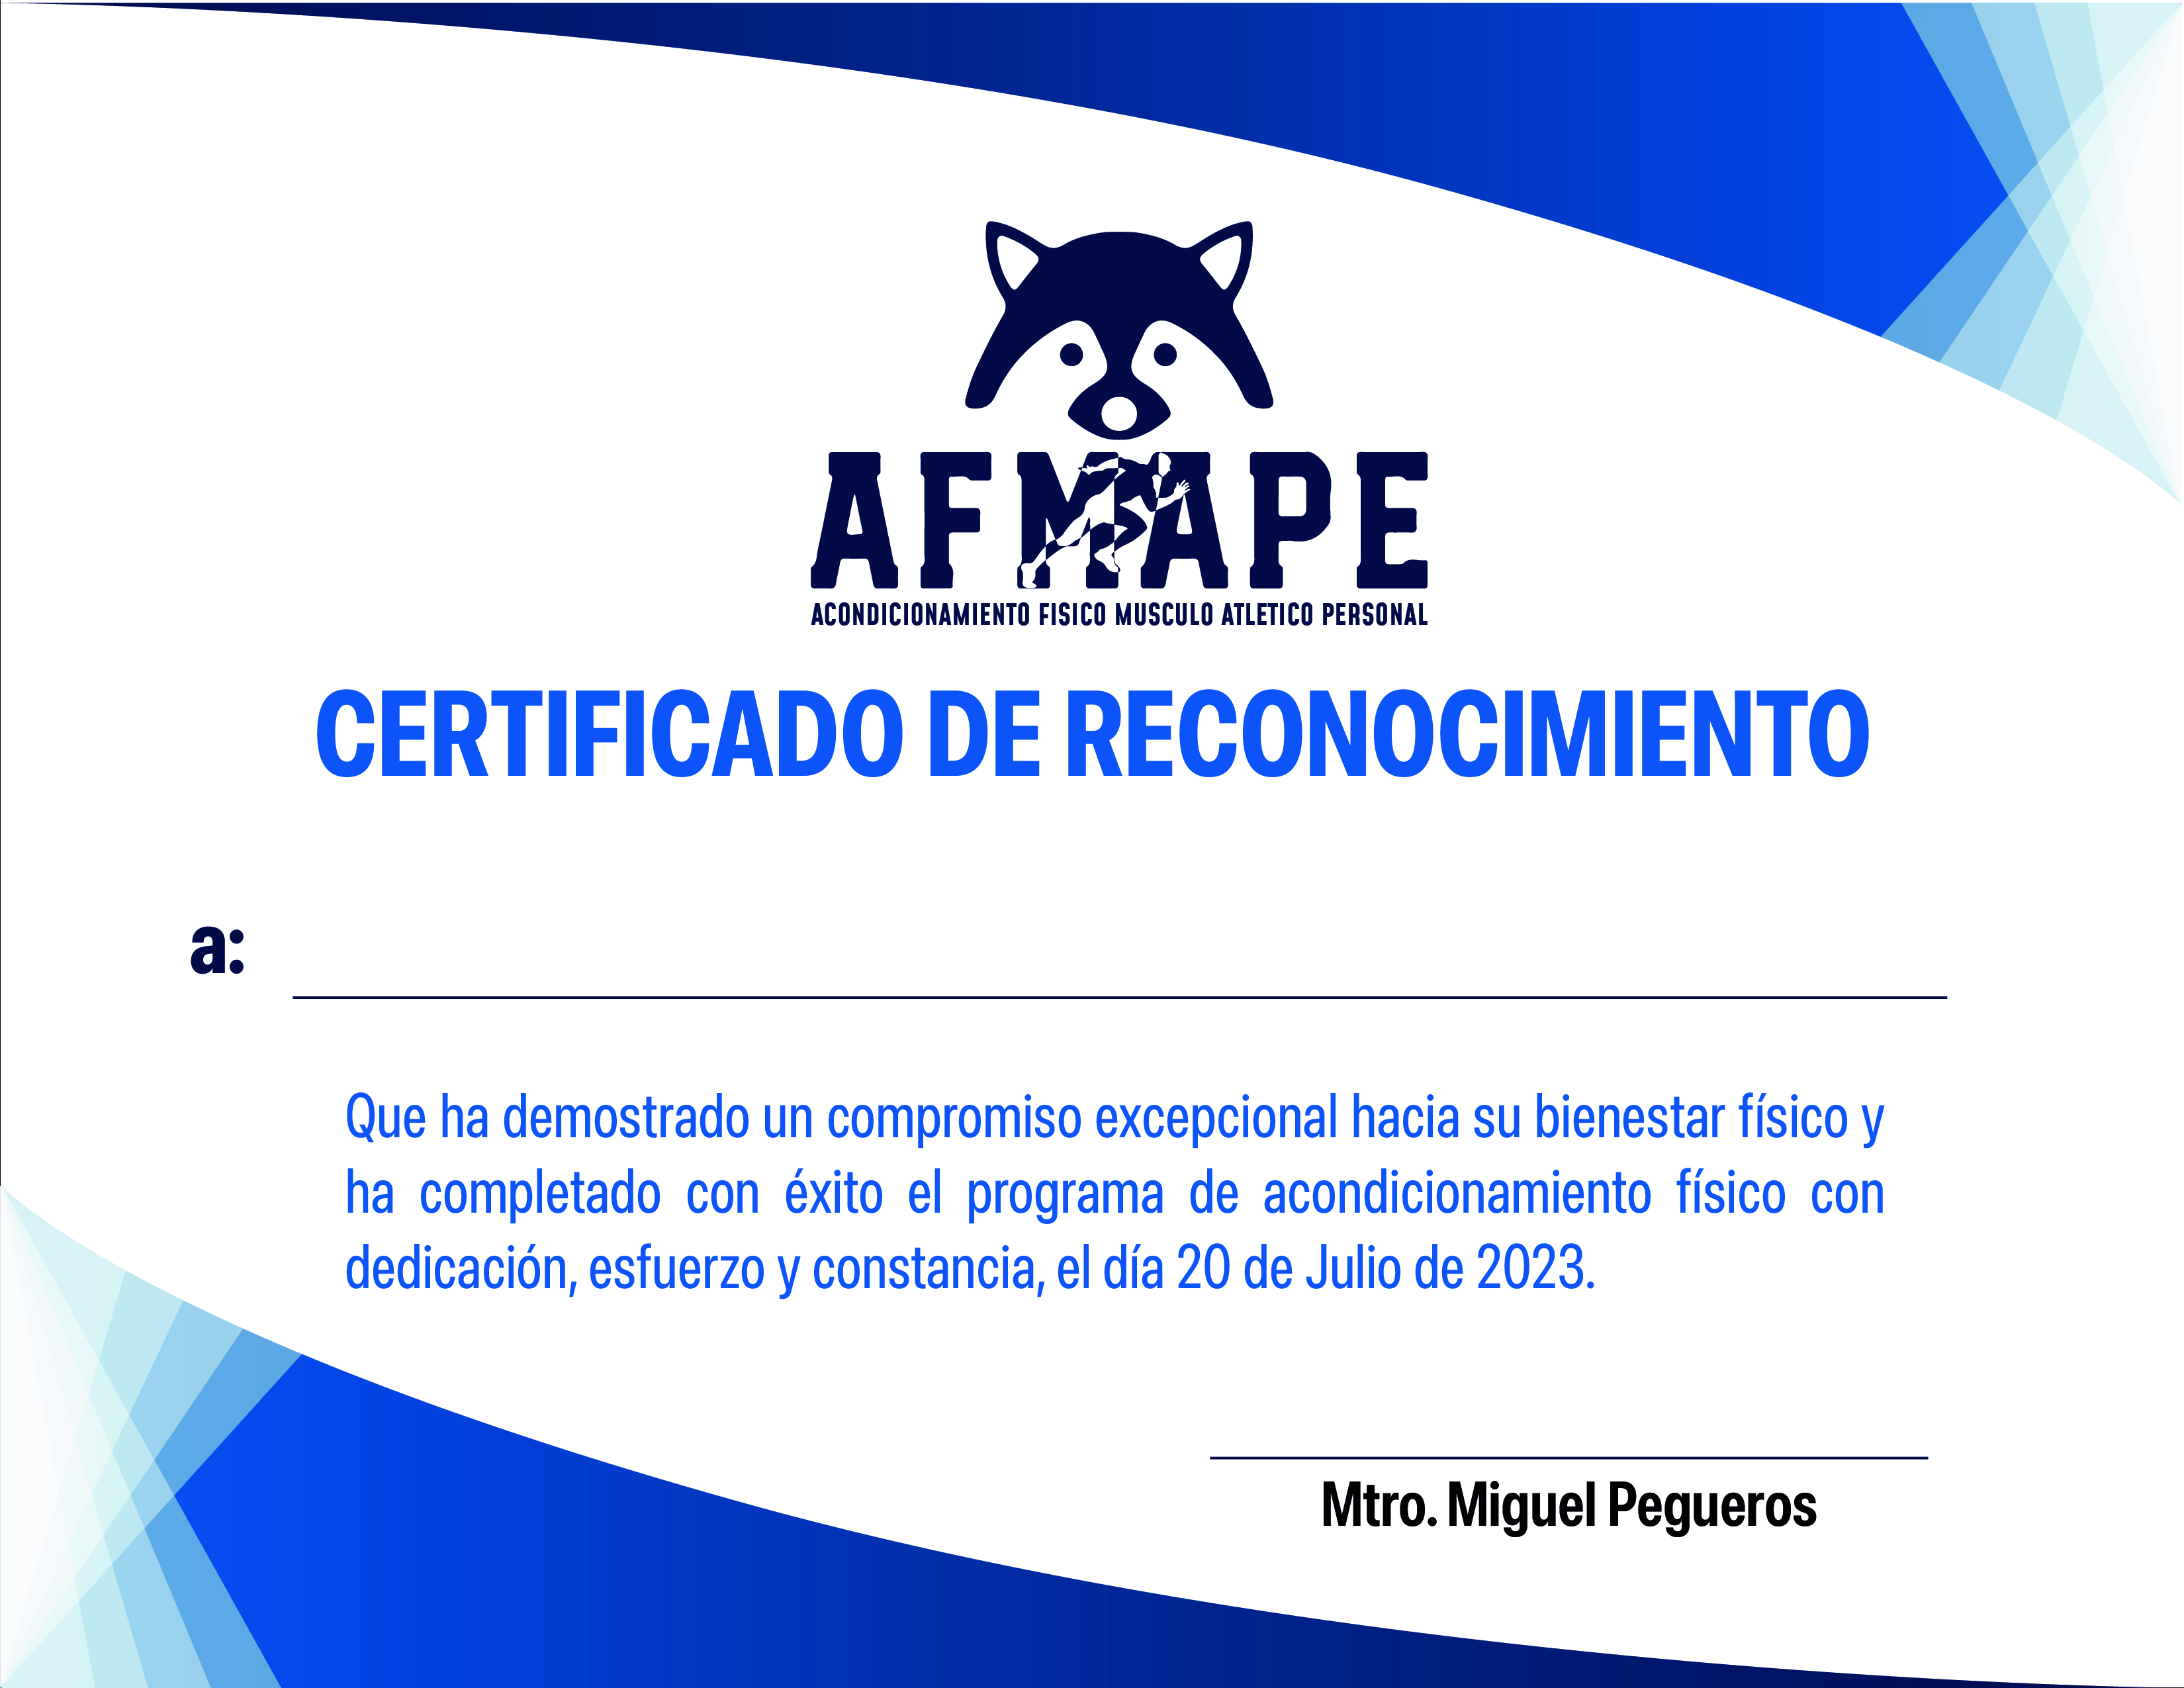 AFMAPE
ACONDICIONAMIENTO FISICO MUSCULO ATLETICO PERSONAL
CERTIFICADO DE RECONOCIMIENTO
a:
Que ha demostrado un compromiso excepcional hacia su bienestar físico y
ha completado con éxito el programa de acondicionamiento físico con
dedicación, esfuerzo y constancia, el día 20 de Julio de 2023.
Mtro. Miguel Pegueros